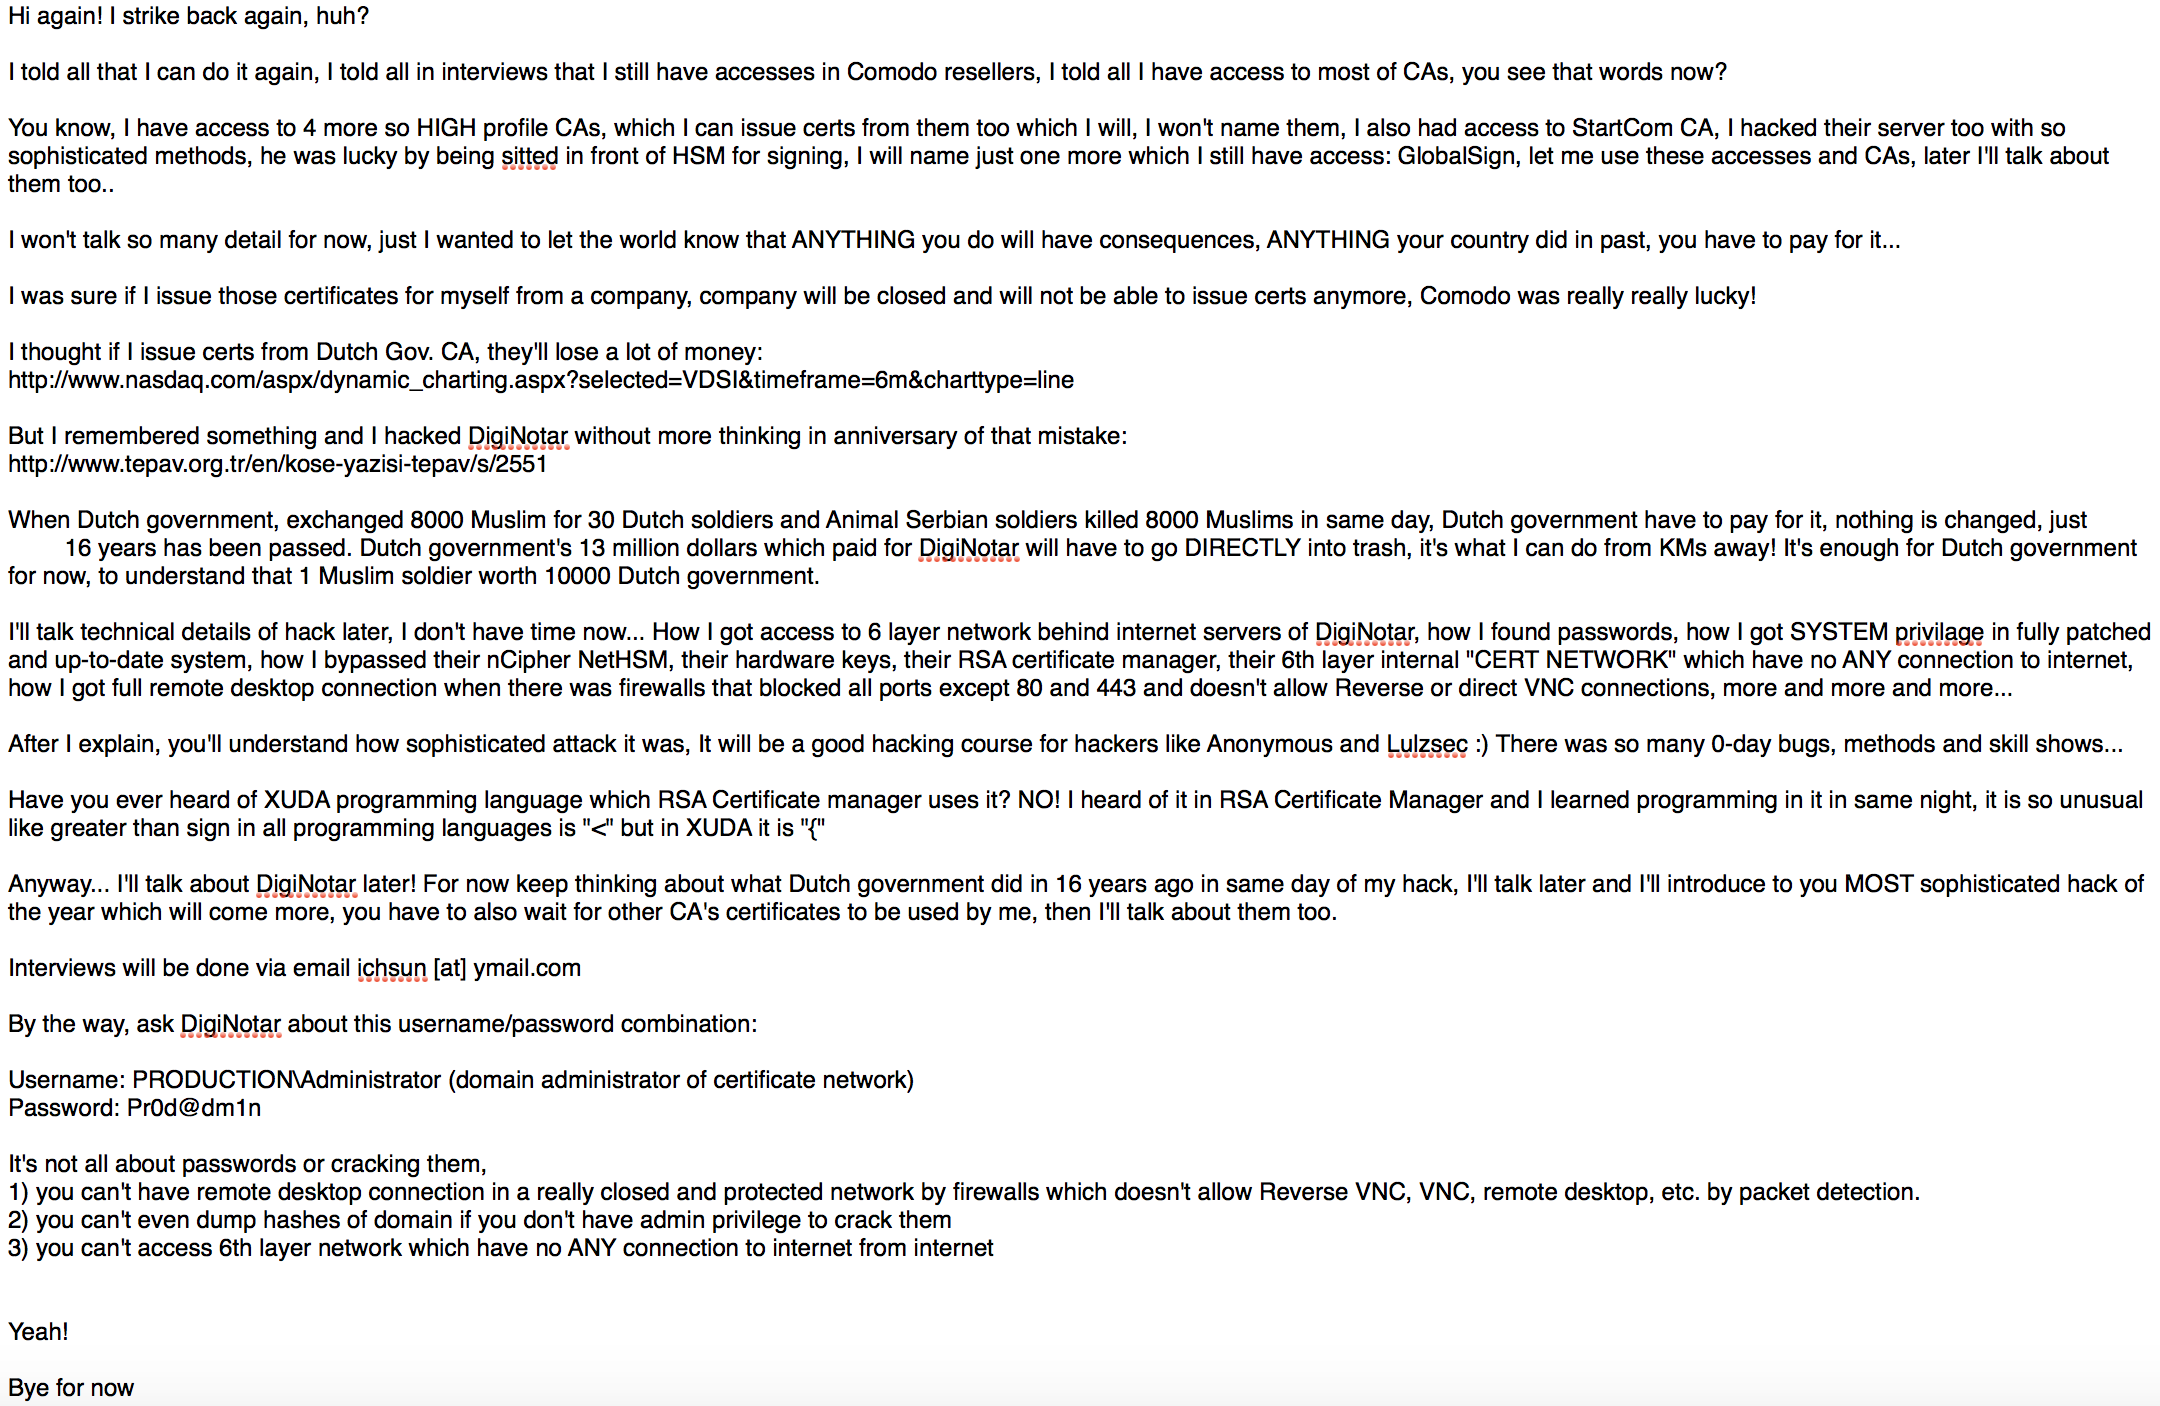 Hi again! I strike back again, huh?
I told all that I can do it again, I told all in interviews that I still have accesses in Comodo resellers, I told all I have access to most of CAs, you see that words now?
You know, I have access to 4 more so HIGH profile CAs, which I can issue certs from them too which I will, I won't name them, I also had access to StartCom CA, I hacked their server too with so
sophisticated methods, he was lucky by being sitted in front of HSM for signing, I will name just one more which I still have access: GlobalSign, let me use these accesses and CAs, later I'll talk about
them too..
I won't talk so many detail for now, just I wanted to let the world know that ANYTHING you do will have consequences, ANYTHING your country did in past, you have to pay for it...
I was sure if I issue those certificates for myself from a company, company will be closed and will not be able to issue certs anymore, Comodo was really really lucky!
I thought if I issue certs from Dutch Gov. CA, they'll lose a lot of money:
http://www.nasdaq.com/aspx/dynamic_charting.aspx?selected=VDSI&timeframe=6m&charttype=line
But I remembered something and I hacked DigiNotar without more thinking in anniversary of that mistake:
http://www.tepav.org.tr/en/kose-yazisi-tepav/s/2551
When Dutch government, exchanged 8000 Muslim for 30 Dutch soldiers and Animal Serbian soldiers killed 8000 Muslims in same day, Dutch government have to pay for it, nothing is changed, just
16 years has been passed. Dutch government's 13 million dollars which paid for DigiNotar will have to go DIRECTLY into trash, it's what I can do from KMs away! It's enough for Dutch government
for now, to understand that 1 Muslim soldier worth 10000 Dutch government.
I'll talk technical details of hack later, I don't have time now... How I got access to 6 layer network behind internet servers of DigiNotar, how I found passwords, how I got SYSTEM privilage in fully patched
and up-to-date system, how I bypassed their nCipher NetHSM, their hardware keys, their RSA certificate manager, their 6th layer internal "CERT NETWORK" which have no ANY connection to internet,
how I got full remote desktop connection when there was firewalls that blocked all ports except 80 and 443 and doesn't allow Reverse or direct VNC connections, more and more and more...
After I explain, you'll understand how sophisticated attack it was, It will be a good hacking course for hackers like Anonymous and Lulzsec :) There was so many 0-day bugs, methods and skill shows...
Have you ever heard of XUDA programming language which RSA Certificate manager uses it? NO! I heard of it in RSA Certificate Manager and I learned programming in it in same night, it is so unusual
like greater than sign in all programming languages is "<" but in XUDA it is "{"
Anyway... I'll talk about DigiNotar later! For now keep thinking about what Dutch government did in 16 years ago in same day of my hack, I'll talk later and I'll introduce to you MOST sophisticated hack of
the year which will come more, you have to also wait for other CA's certificates to be used by me, then I'll talk about them too.
Interviews will be done via email ichsun [at] ymail.com
By the way, ask DigiNotar about this username/password combination:
Username: PRODUCTION\Administrator (domain administrator of certificate network)
Password: Pr0d@dm1n
It's not all about passwords or cracking them,
1) you can't have remote desktop connection in a really closed and protected network by firewalls which doesn't allow Reverse VNC, VNC, remote desktop, etc. by packet detection.
2) you can't even dump hashes of domain if you don't have admin privilege to crack them
3) you can't access 6th layer network which have no ANY connection to internet from internet
Yeah!
Bye for now